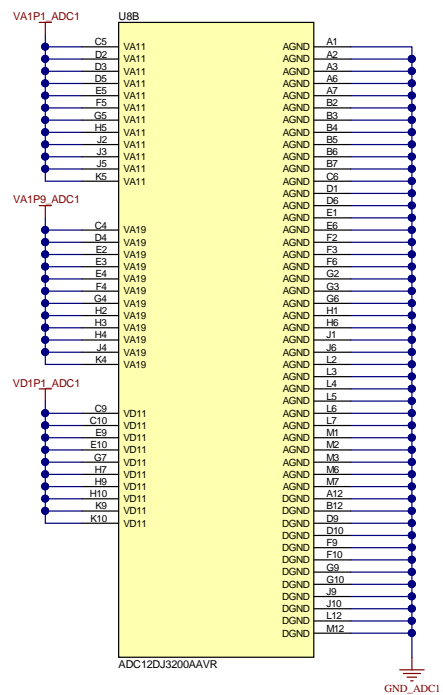 VA1P1_ADC1 U8B
C5 VA11 AGND A1
D2 VA11 AGND A2
D3 VA11 AGND A3
D5 VA11 AGND A6
E5 VA11 AGND A7
F5 VA11 AGND B2
G5 VA11 AGND B3
H5 VA11 AGND B4
J2 VA11 AGND B5
J3 VA11 AGND B6
J5 VA11 AGND B7
K5 VA11 AGND C6
AGND D1
VA1P9_ADC1 AGND D6
AGND E1
C4 VA19 AGND E6
D4 VA19 AGND F2
E2 VA19 AGND F3
E3 VA19 AGND F6
E4 VA19 AGND G2
F4 VA19 AGND G3
G4 VA19 AGND G6
H2 VA19 AGND H1
H3 VA19 AGND H6
H4 VA19 AGND J1
J4 VA19 AGND J6
K4 VA19 AGND L2
AGND L3
VD1P1_ADC1 AGND L4
AGND L5
C9 VD11 AGND L6
C10 VD11 AGND L7
E9 VD11 AGND M1
E10 VD11 AGND M2
G7 VD11 AGND M3
H7 VD11 AGND M6
H9 VD11 AGND M7
H10 VD11 DGND A12
K9 VD11 DGND B12
K10 VD11 DGND D9
DGND D10
DGND F9
DGND F10
DGND G9
DGND G10
DGND J9
DGND J10
DGND L12
DGND M12
ADC12DJ3200AAVR
GND_ADC1